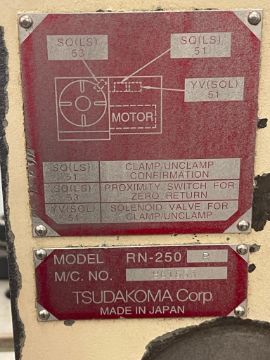 SQ(LS) SQ(LS)
53 51
YV(SOL)
51
MOTOR
SQ(LS) CLAMP/UNCLAMP
51 CONFIRMATION
SQ(LS) PROXIMITY SWITCH FOR
53 ZERO RETURN
YV(SOL) SOLENOID VALVE FOR
51 CLAMP/UNCLAMP
MODEL RN-250
M/C. NO.
TSUDAKOMA Corp.
MADE IN JAPAN